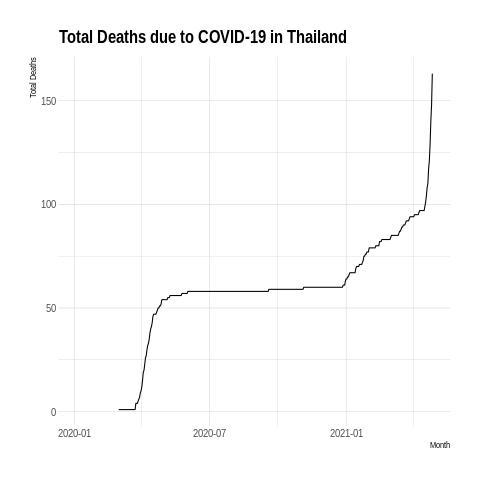 Total Deaths due to COVID-19 in Thailand
Total Deaths
150
100
50
0
2020-01 2020-07 2021-01
Month